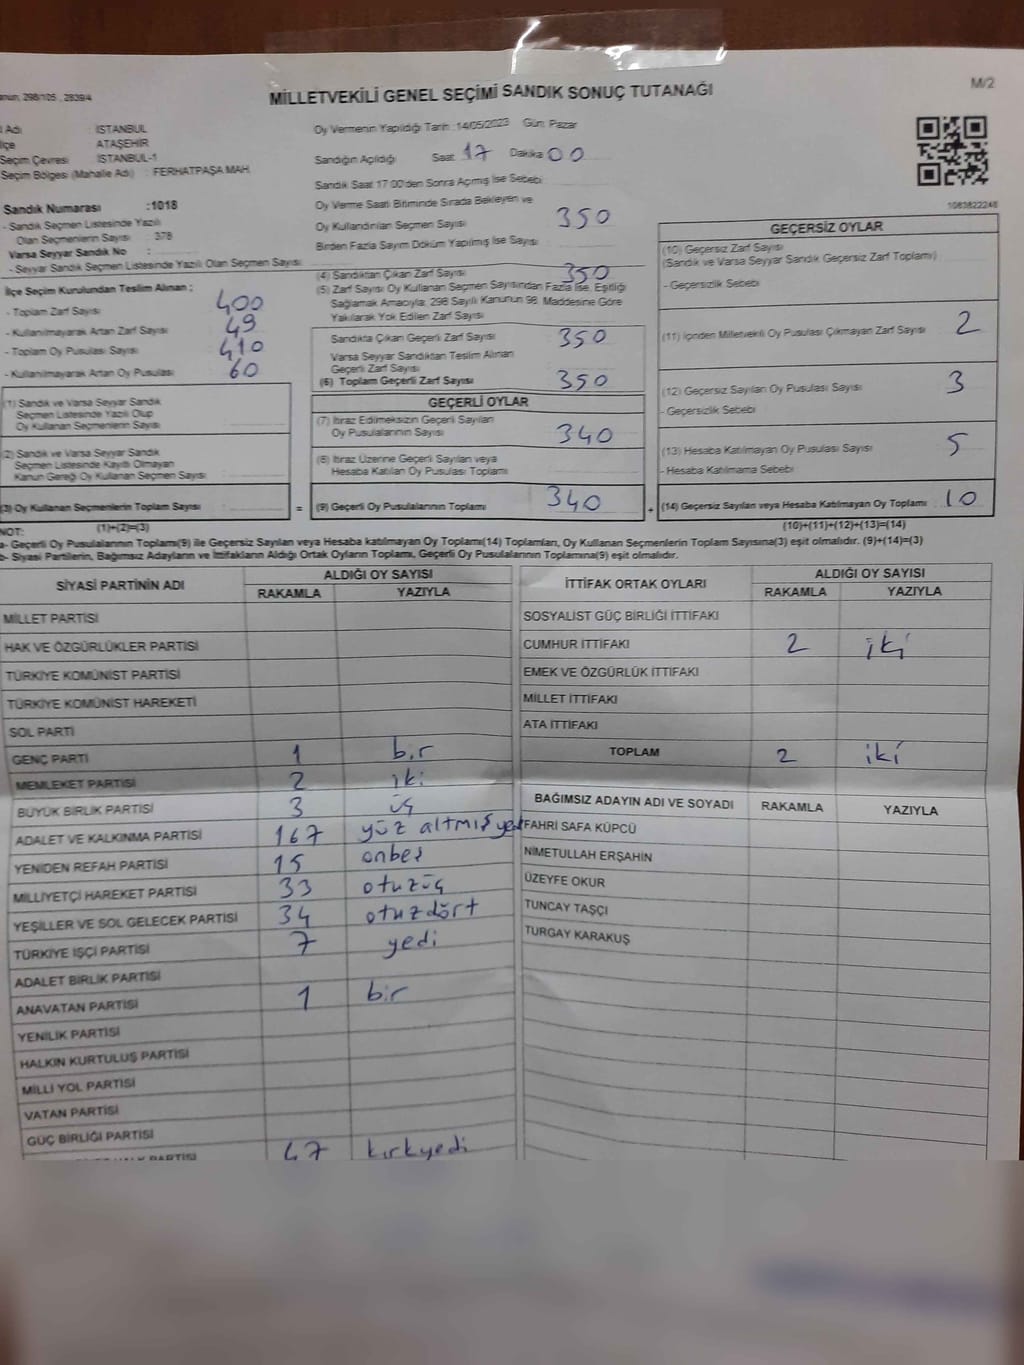 anun, 298/105 , 2839/4
M/2
MİLLETVEKİLİ GENEL SEÇİMİ SANDIK SONUÇ TUTANAĞI
l Adı : İSTANBUL
lçe ATAŞEHİR
Seçim Çevresi : İSTANBUL-1
Seçim Bölgesi (Mahalle Adı) : FERHATPAŞA MAH.
Sandık Numarası :1018
- Sandık Seçmen Listesinde Yazılı
Olan Seçmenlerin Sayısı : 378
Varsa Seyyar Sandık No :
- Seyyar Sandık Seçmen Listesinde Yazılı Olan Seçmen Sayısı:
İlçe Seçim Kurulundan Teslim Alınan ;
- Toplam Zarf Sayısı : 400
- Kullanılmayarak Artan Zarf Sayısı : 49
- Toplam Oy Pusulası Sayısı : 410
- Kullanılmayarak Artan Oy Pusulası : 60
(1) Sandık ve Varsa Seyyar Sandık
Seçmen Listesinde Yazılı Olup
Oy Kullanan Seçmenlerin Sayısı :
(2) Sandık ve Varsa Seyyar Sandık
Seçmen Listesinde Kayıtlı Olmayan
Kanun Gereği Oy Kullanan Seçmen Sayısı :
(3) Oy Kullanan Seçmenlerin Toplam Sayısı :
(1)+(2)=(3)
Oy Vermenin Yapıldığı Tarih :14/05/2023 Gün: Pazar
Sandığın Açıldığı Saat 17 Dakika 00
Sandık Saat 17:00'den Sonra Açılmış İse Sebebi:
Oy Verme Saati Bitiminde Sırada Bekleyen ve
Oy Kullandırılan Seçmen Sayısı 350
Birden Fazla Sayım Döküm Yapılmış İse Sayısı
(4) Sandıktan Çıkan Zarf Sayısı 350
(5) Zarf Sayısı Oy Kullanan Seçmen Sayısından Fazla İse, Eşitliği
Sağlamak Amacıyla; 298 Sayılı Kanunun 98. Maddesine Göre
Yakılarak Yok Edilen Zarf Sayısı
Sandıkta Çıkan Geçerli Zarf Sayısı 350
Varsa Seyyar Sandıktan Teslim Alınan
Geçerli Zarf Sayısı
(6) Toplam Geçerli Zarf Sayısı 350
GEÇERLİ OYLAR
(7) İtiraz Edilmeksizin Geçerli Sayılan
Oy Pusulalarının Sayısı 340
(8) İtiraz Üzerine Geçerli Sayılan veya
Hesaba Katılan Oy Pusulası Toplamı
= (9) Geçerli Oy Pusulalarının Toplamı 340
1083822248
GEÇERSİZ OYLAR
(10) Geçersiz Zarf Sayısı
(Sandık ve Varsa Seyyar Sandık Geçersiz Zarf Toplamı)
- Geçersizlik Sebebi
(11) İçinden Milletvekili Oy Pusulası Çıkmayan Zarf Sayısı 2
(12) Geçersiz Sayılan Oy Pusulası Sayısı 3
- Geçersizlik Sebebi
(13) Hesaba Katılmayan Oy Pusulası Sayısı 5
- Hesaba Katılmama Sebebi
+ (14) Geçersiz Sayılan veya Hesaba Katılmayan Oy Toplamı 10
(10)+(11)+(12)+(13)=(14)
NOT:
a- Geçerli Oy Pusulalarının Toplamı(9) ile Geçersiz Sayılan veya Hesaba katılmayan Oy Toplamı(14) Toplamları, Oy Kullanan Seçmenlerin Toplam Sayısına(3) eşit olmalıdır. (9)+(14)=(3)
b- Siyasi Partilerin, Bağımsız Adayların ve İttifakların Aldığı Ortak Oyların Toplamı, Geçerli Oy Pusulalarının Toplamına(9) eşit olmalıdır.
SİYASİ PARTİNİN ADI ALDIĞI OY SAYISI
RAKAMLA YAZIYLA
MİLLET PARTİSİ
HAK VE ÖZGÜRLÜKLER PARTİSİ
TÜRKİYE KOMÜNİST PARTİSİ
TÜRKİYE KOMÜNİST HAREKETİ
SOL PARTİ
GENÇ PARTİ 1 bir
MEMLEKET PARTİSİ 2 iki
BÜYÜK BİRLİK PARTİSİ 3 üç
ADALET VE KALKINMA PARTİSİ 167 yüz altmış yedi
YENİDEN REFAH PARTİSİ 15 onbeş
MİLLİYETÇİ HAREKET PARTİSİ 33 otuzüç
YEŞİLLER VE SOL GELECEK PARTİSİ 34 otuzdört
TÜRKİYE İŞÇİ PARTİSİ 7 yedi
ADALET BİRLİK PARTİSİ
ANAVATAN PARTİSİ 1 bir
YENİLİK PARTİSİ
HALKIN KURTULUŞ PARTİSİ
MİLLİ YOL PARTİSİ
VATAN PARTİSİ
GÜÇ BİRLİĞİ PARTİSİ
HALK PARTİSİ 47 kırkyedi
İTTİFAK ORTAK OYLARI ALDIĞI OY SAYISI
RAKAMLA YAZIYLA
SOSYALİST GÜÇ BİRLİĞİ İTTİFAKI
CUMHUR İTTİFAKI 2 iki
EMEK VE ÖZGÜRLÜK İTTİFAKI
MİLLET İTTİFAKI
ATA İTTİFAKI
TOPLAM 2 iki
BAĞIMSIZ ADAYIN ADI VE SOYADI RAKAMLA YAZIYLA
FAHRİ SAFA KÜPCÜ
NİMETULLAH ERŞAHİN
ÜZEYFE OKUR
TUNCAY TAŞÇI
TURGAY KARAKUŞ